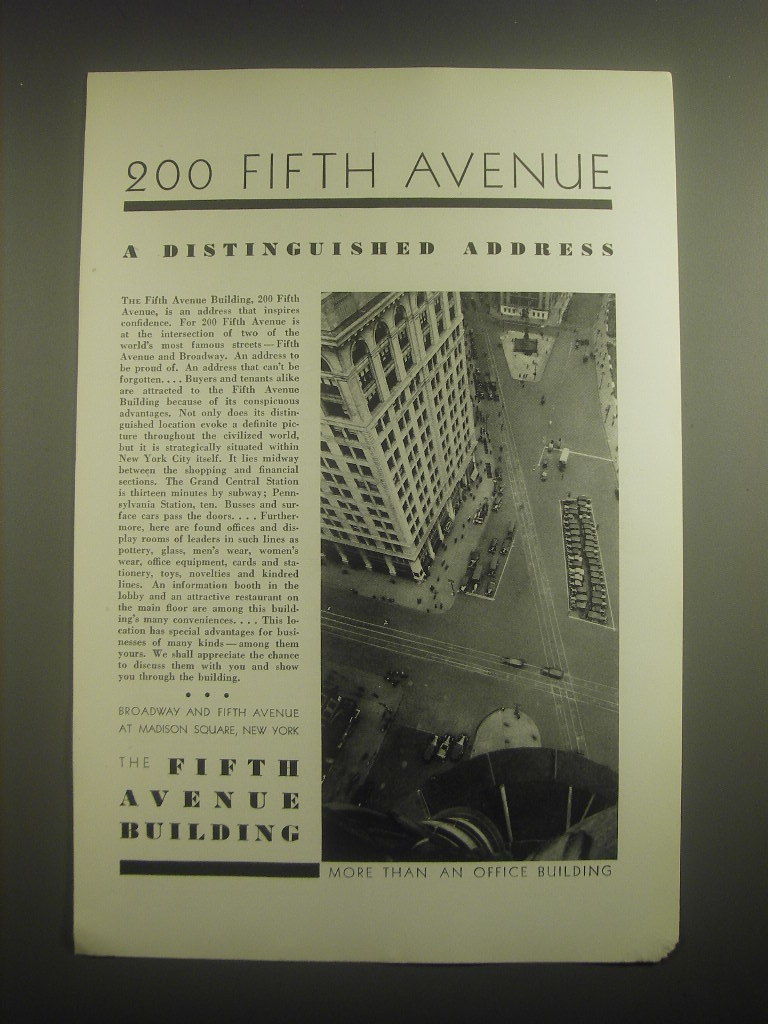 200 FIFTH AVENUE
A DISTINGUISHED ADDRESS
THE Fifth Avenue Building, 200 Fifth
Avenue, is an address that inspires
confidence. For 200 Fifth Avenue is
at the intersection of two of the
world's most famous streets—Fifth
Avenue and Broadway. An address to
be proud of. An address that can't be
forgotten. . . . Buyers and tenants alike
are attracted to the Fifth Avenue
Building because of its conspicuous
advantages. Not only does its distin-
guished location evoke a definite pic-
ture throughout the civilized world,
but it is strategically situated within
New York City itself. It lies midway
between the shopping and financial
sections. The Grand Central Station
is thirteen minutes by subway; Penn-
sylvania Station, ten. Busses and sur-
face cars pass the doors. . . . Further-
more, here are found offices and dis-
play rooms of leaders in such lines as
pottery, glass, men's wear, women's
wear, office equipment, cards and sta-
tionery, toys, novelties and kindred
lines. An information booth in the
lobby and an attractive restaurant on
the main floor are among this build-
ing's many conveniences. . . . This lo-
cation has special advantages for busi-
nesses of many kinds—among them
yours. We shall appreciate the chance
to discuss them with you and show
you through the building.
• • •
BROADWAY AND FIFTH AVENUE
AT MADISON SQUARE, NEW YORK
THE FIFTH
AVENUE
BUILDING
MORE THAN AN OFFICE BUILDING